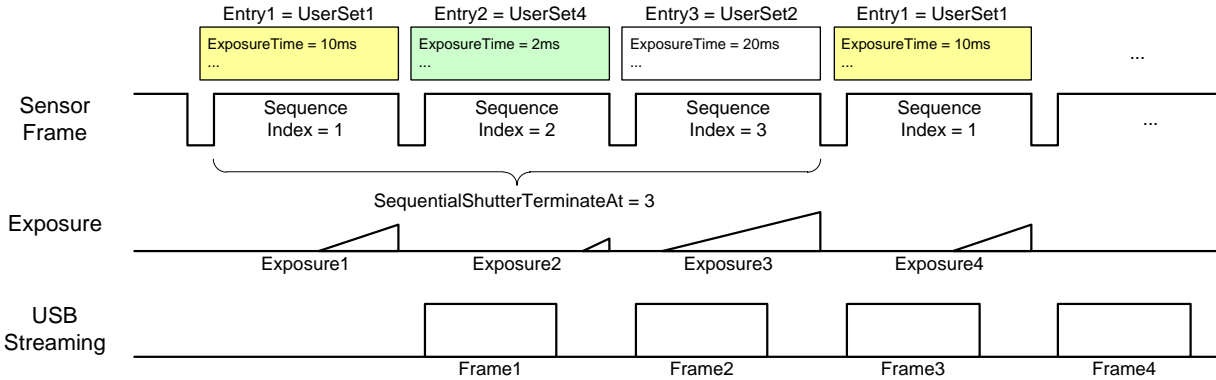 Entry1 = UserSet1
Entry2 = UserSet4
Entry3 = UserSet2
Entry1 = UserSet1
ExposureTime = 10ms
...
ExposureTime = 2ms
...
ExposureTime = 20ms
...
ExposureTime = 10ms
...
...
Sensor
Frame
Sequence
Index = 1
Sequence
Index = 2
Sequence
Index = 3
Sequence
Index = 1
...
SequentialShutterTerminateAt = 3
Exposure
Exposure1
Exposure2
Exposure3
Exposure4
USB
Streaming
Frame1
Frame2
Frame3
Frame4